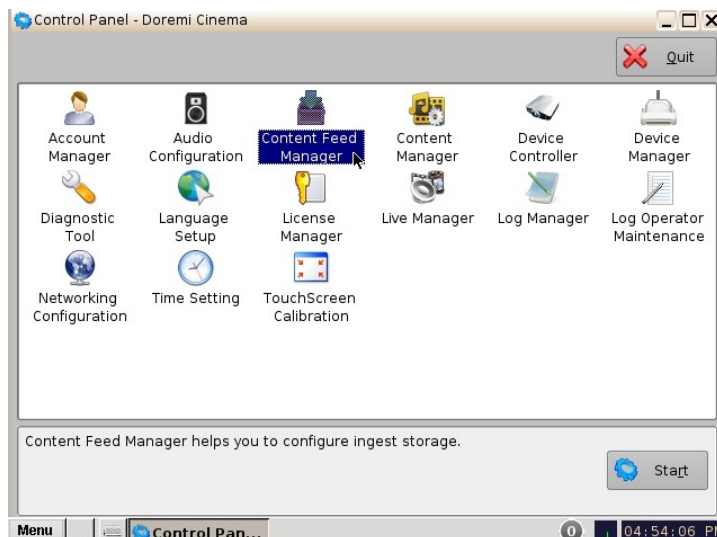 Control Panel - Doremi Cinema
Quit
Account
Manager
Audio
Configuration
Content Feed
Manager
Content
Manager
Device
Controller
Device
Manager
Diagnostic
Tool
Language
Setup
License
Manager
Live Manager
Log Manager
Log Operator
Maintenance
Networking
Configuration
Time Setting
TouchScreen
Calibration
Content Feed Manager helps you to configure ingest storage.
Start
Menu
Control Pan...
0
04:54:06 PM